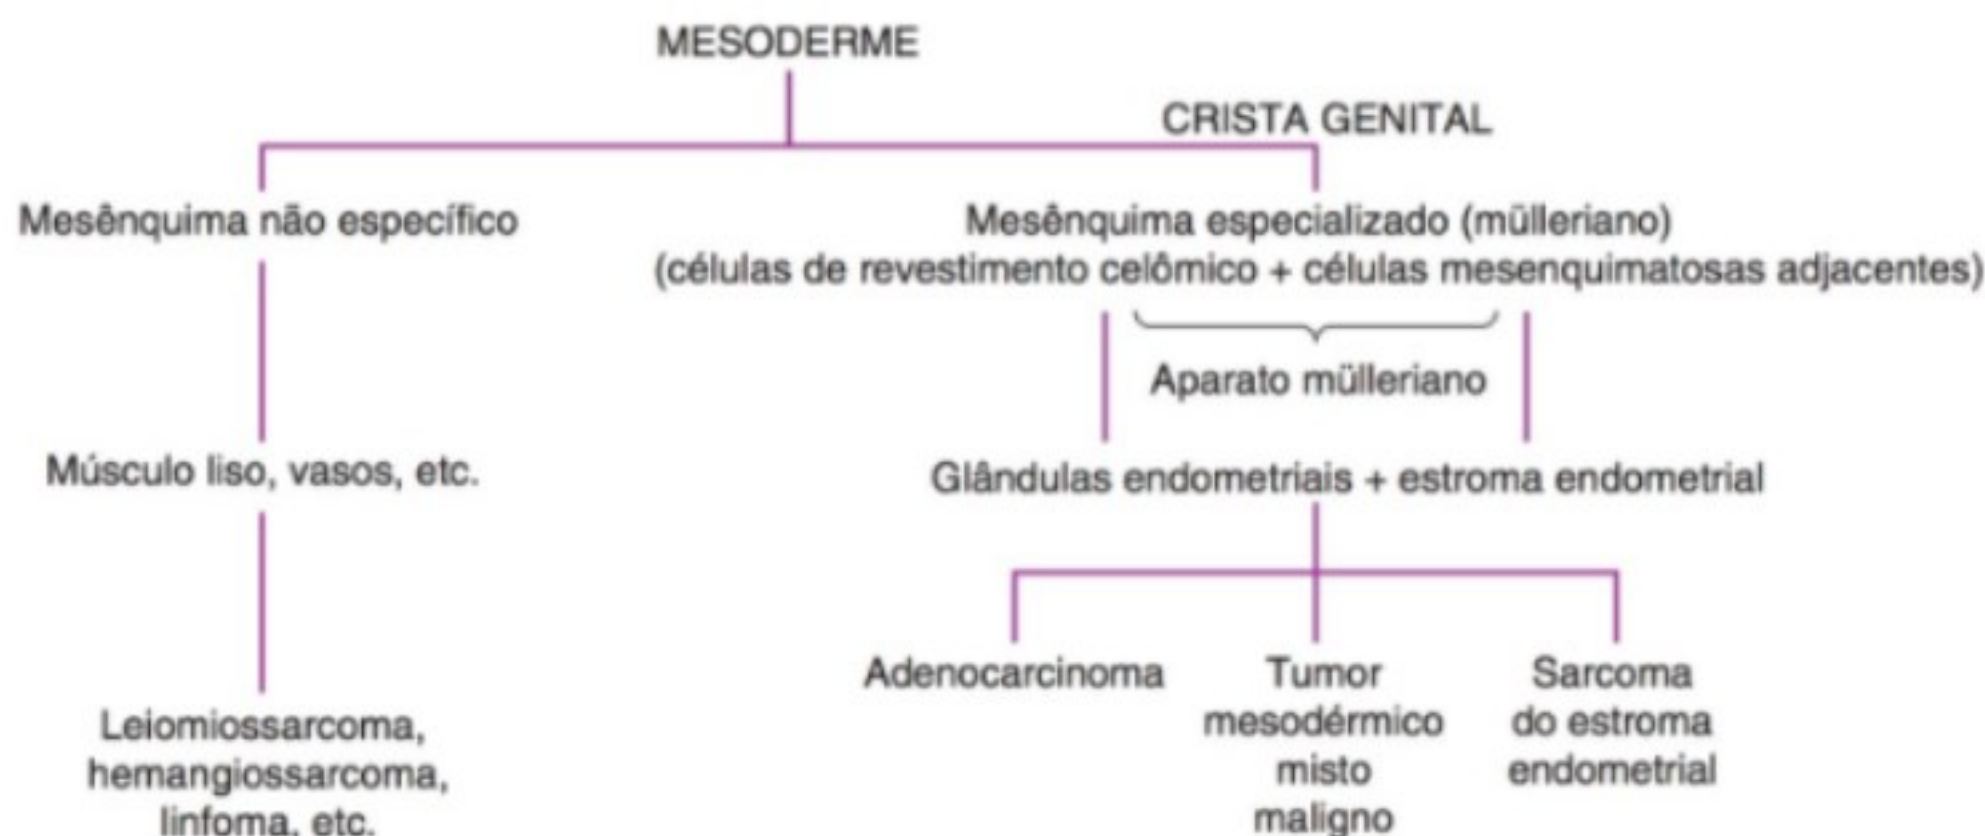 MESODERME
CRISTA GENITAL
Mesênquima não específico
Mesênquima especializado (mülleriano)
(células de revestimento celômico + células mesenquimatosas adjacentes)
Aparato mülleriano
Músculo liso, vasos, etc.
Glândulas endometriais + estroma endometrial
Adenocarcinoma
Tumor
mesodérmico
misto
maligno
Sarcoma
do estroma
endometrial
Leiomiossarcoma,
hemangiossarcoma,
linfoma, etc.